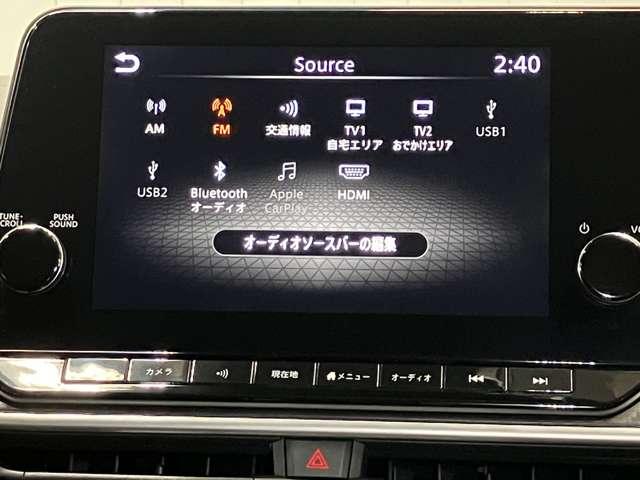 Source
2:40
AM
FM
交通情報
TV1
自宅エリア
TV2
おでかけエリア
USB1
USB2
Bluetooth
オーディオ
Apple
CarPlay
HDMI
オーディオソースバーの編集
TUNE•
SCROLL
PUSH
SOUND
カメラ
現在地
メニュー
オーディオ